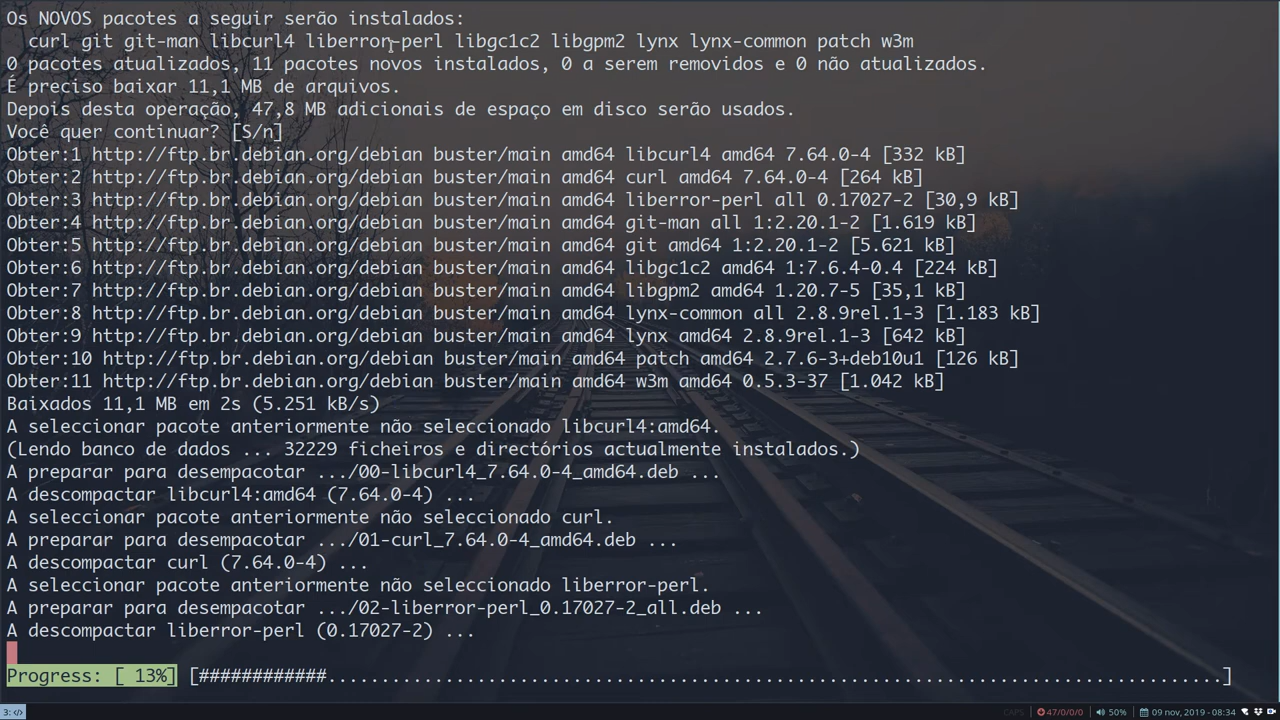 Os NOVOS pacotes a seguir serão instalados:
  curl git git-man libcurl4 liberror-perl libgc1c2 libgpm2 lynx lynx-common patch w3m
0 pacotes atualizados, 11 pacotes novos instalados, 0 a serem removidos e 0 não atualizados.
É preciso baixar 11,1 MB de arquivos.
Depois desta operação, 47,8 MB adicionais de espaço em disco serão usados.
Você quer continuar? [S/n]
Obter:1 http://ftp.br.debian.org/debian buster/main amd64 libcurl4 amd64 7.64.0-4 [332 kB]
Obter:2 http://ftp.br.debian.org/debian buster/main amd64 curl amd64 7.64.0-4 [264 kB]
Obter:3 http://ftp.br.debian.org/debian buster/main amd64 liberror-perl all 0.17027-2 [30,9 kB]
Obter:4 http://ftp.br.debian.org/debian buster/main amd64 git-man all 1:2.20.1-2 [1.619 kB]
Obter:5 http://ftp.br.debian.org/debian buster/main amd64 git amd64 1:2.20.1-2 [5.621 kB]
Obter:6 http://ftp.br.debian.org/debian buster/main amd64 libgc1c2 amd64 1:7.6.4-0.4 [224 kB]
Obter:7 http://ftp.br.debian.org/debian buster/main amd64 libgpm2 amd64 1.20.7-5 [35,1 kB]
Obter:8 http://ftp.br.debian.org/debian buster/main amd64 lynx-common all 2.8.9rel.1-3 [1.183 kB]
Obter:9 http://ftp.br.debian.org/debian buster/main amd64 lynx amd64 2.8.9rel.1-3 [642 kB]
Obter:10 http://ftp.br.debian.org/debian buster/main amd64 patch amd64 2.7.6-3+deb10u1 [126 kB]
Obter:11 http://ftp.br.debian.org/debian buster/main amd64 w3m amd64 0.5.3-37 [1.042 kB]
Baixados 11,1 MB em 2s (5.251 kB/s)
A seleccionar pacote anteriormente não seleccionado libcurl4:amd64.
(Lendo banco de dados ... 32229 ficheiros e directórios actualmente instalados.)
A preparar para desempacotar .../00-libcurl4_7.64.0-4_amd64.deb ...
A descompactar libcurl4:amd64 (7.64.0-4) ...
A seleccionar pacote anteriormente não seleccionado curl.
A preparar para desempacotar .../01-curl_7.64.0-4_amd64.deb ...
A descompactar curl (7.64.0-4) ...
A seleccionar pacote anteriormente não seleccionado liberror-perl.
A preparar para desempacotar .../02-liberror-perl_0.17027-2_all.deb ...
A descompactar liberror-perl (0.17027-2) ...
Progress: [ 13%] [############....................................................................................]
3: </> CAPS 47/0/0/0 50% 09 nov, 2019 - 08:34